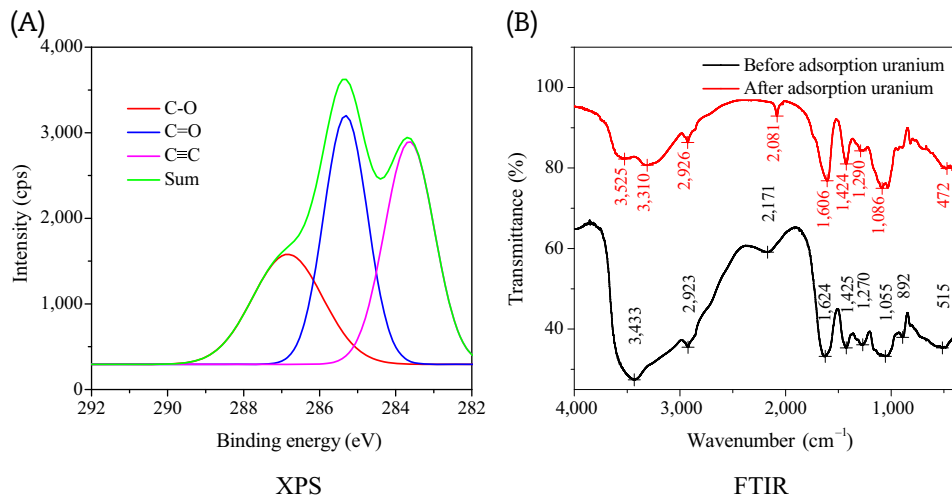 (A)
4,000
3,000
2,000
1,000
0
Intensity (cps)
C-O
C=O
C≡C
Sum
292
290
288
286
284
282
Binding energy (eV)
XPS
(B)
100
80
60
40
Transmittance (%)
Before adsorption uranium
After adsorption uranium
3,525
3,310
2,926
2,081
1,606
1,424
1,290
1,086
472
3,433
2,923
2,171
1,624
1,425
1,270
1,055
892
515
4,000
3,000
2,000
1,000
Wavenumber (cm⁻¹)
FTIR